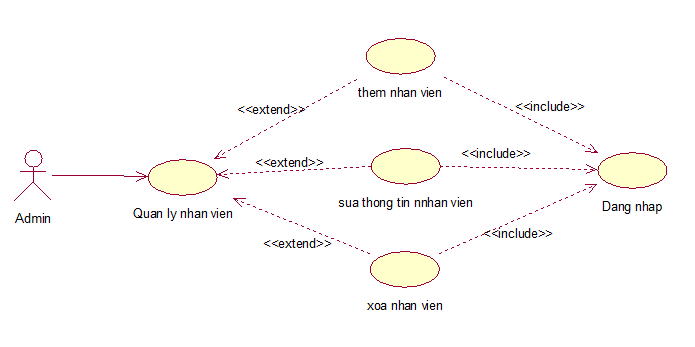 them nhan vien
<<extend>>
<<include>>
<<extend>>
<<include>>
Admin
Quan ly nhan vien
sua thong tin nnhan vien
Dang nhap
<<extend>>
<<include>>
xoa nhan vien